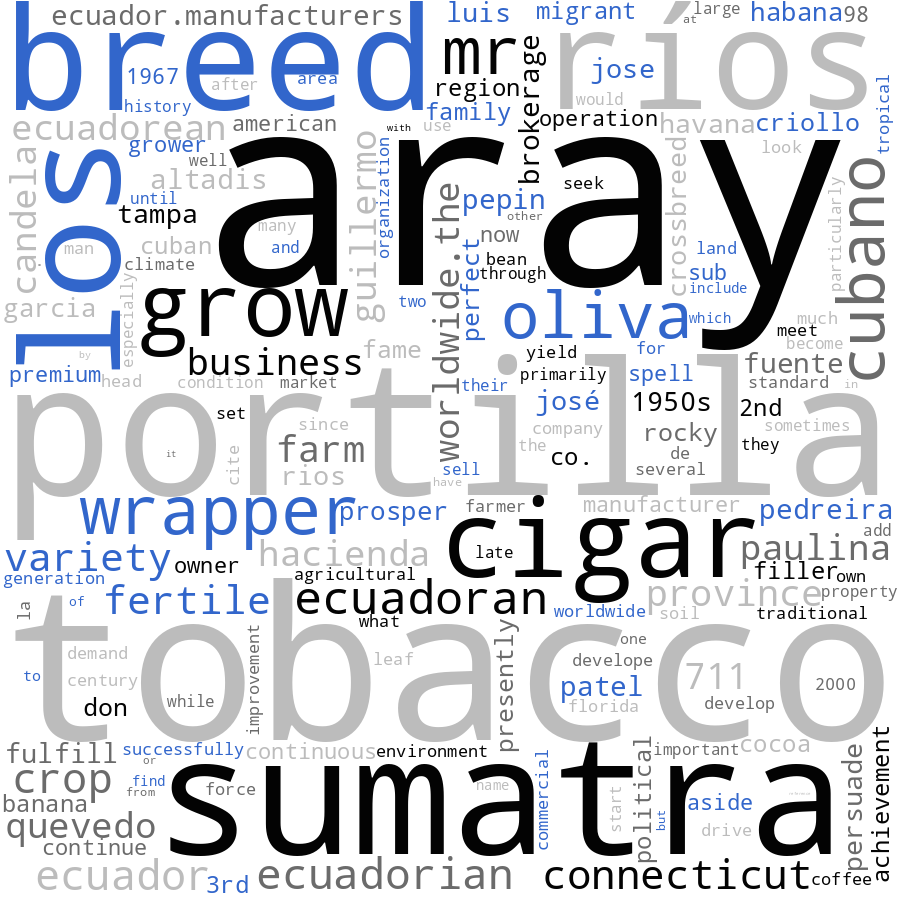 ecuador.manufacturers
luis
migrant
large
at
habana98
breed
mr
ríos
1967
after
area
jose
history
region
would
tropical
family
brokerage
ecuadorean
american
with
use
operation
havana
criollo
grower
well
los
aray
look
candela
altadis
until
tampa
guillermo
organization
worldwide.the
pepin
seek
crossbreed
cubano
particularly
other
many
man
cuban
and
now
land
climate
bean
through
sub
perfect
include
especially
garcia
grow
two
oliva
which
much
meet
become
by
business
fame
yield
for
fuente
premium
head
condition
market
their
primarily
spell
standard
in
portilla
set
josé
1950s
2nd
since
company
sometimes
cite
farm
the
rocky
they
it
co.
de
rios
sell
several
have
wrapper
prosper
farmer
cigar
manufacturer
pedreira
add
variety
owner
hacienda
late
paulina
generation
agricultural
filler
own
la
of
fertile
ecuadoran
province
property
what
worldwide
soil
traditional
tobacco
demand
improvement
presently
one
leaf
develope
to
century
patel
711
2000
don
while
florida
develop
fulfill
successfully
continuous
environment
important
cocoa
or
political
persuade
achievement
crop
find
from
force
sumatra
name
commercial
start
but
aside
banana
quevedo
drive
continue
ecuador
3rd
ecuadorian
connecticut
coffee